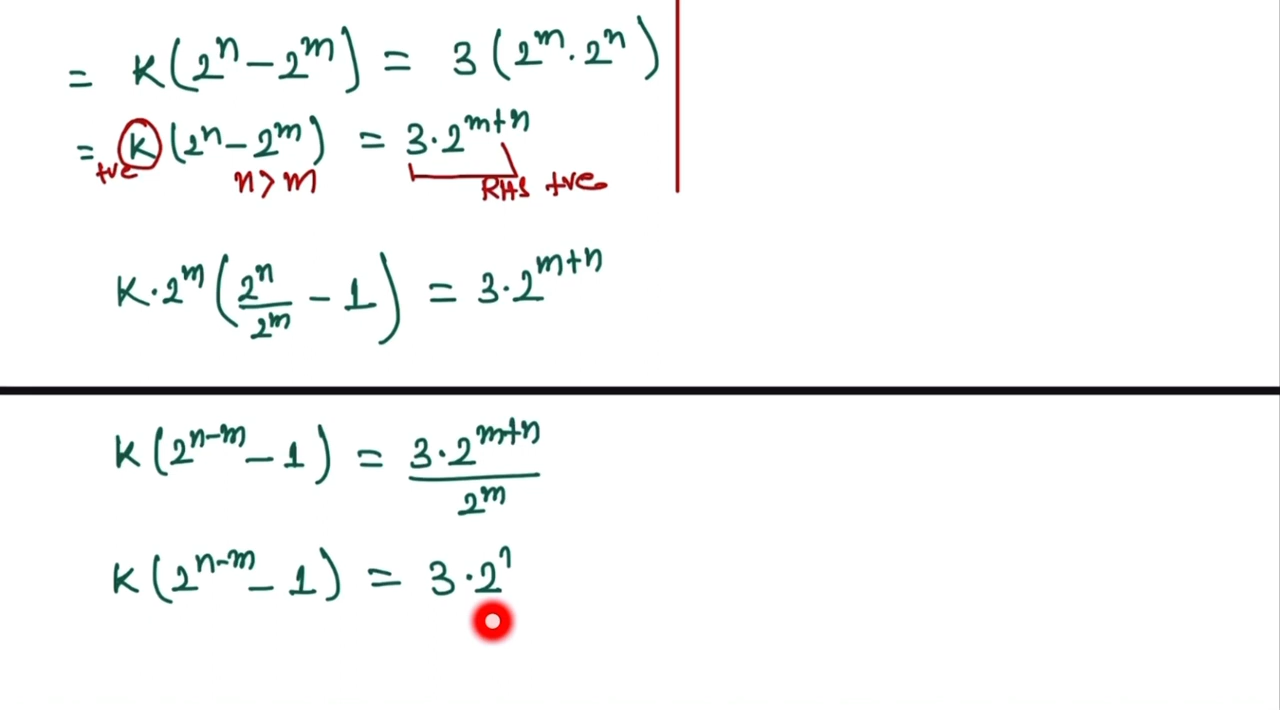 = K(2^n - 2^m) = 3(2^m · 2^n)
= K(2^n - 2^m) = 3·2^{m+n}
+ve n>m RHS +ve
K·2^m(2^n/2^m - 1) = 3·2^{m+n}
K(2^{n-m} - 1) = 3·2^{m+n}/2^m
K(2^{n-m} - 1) = 3·2